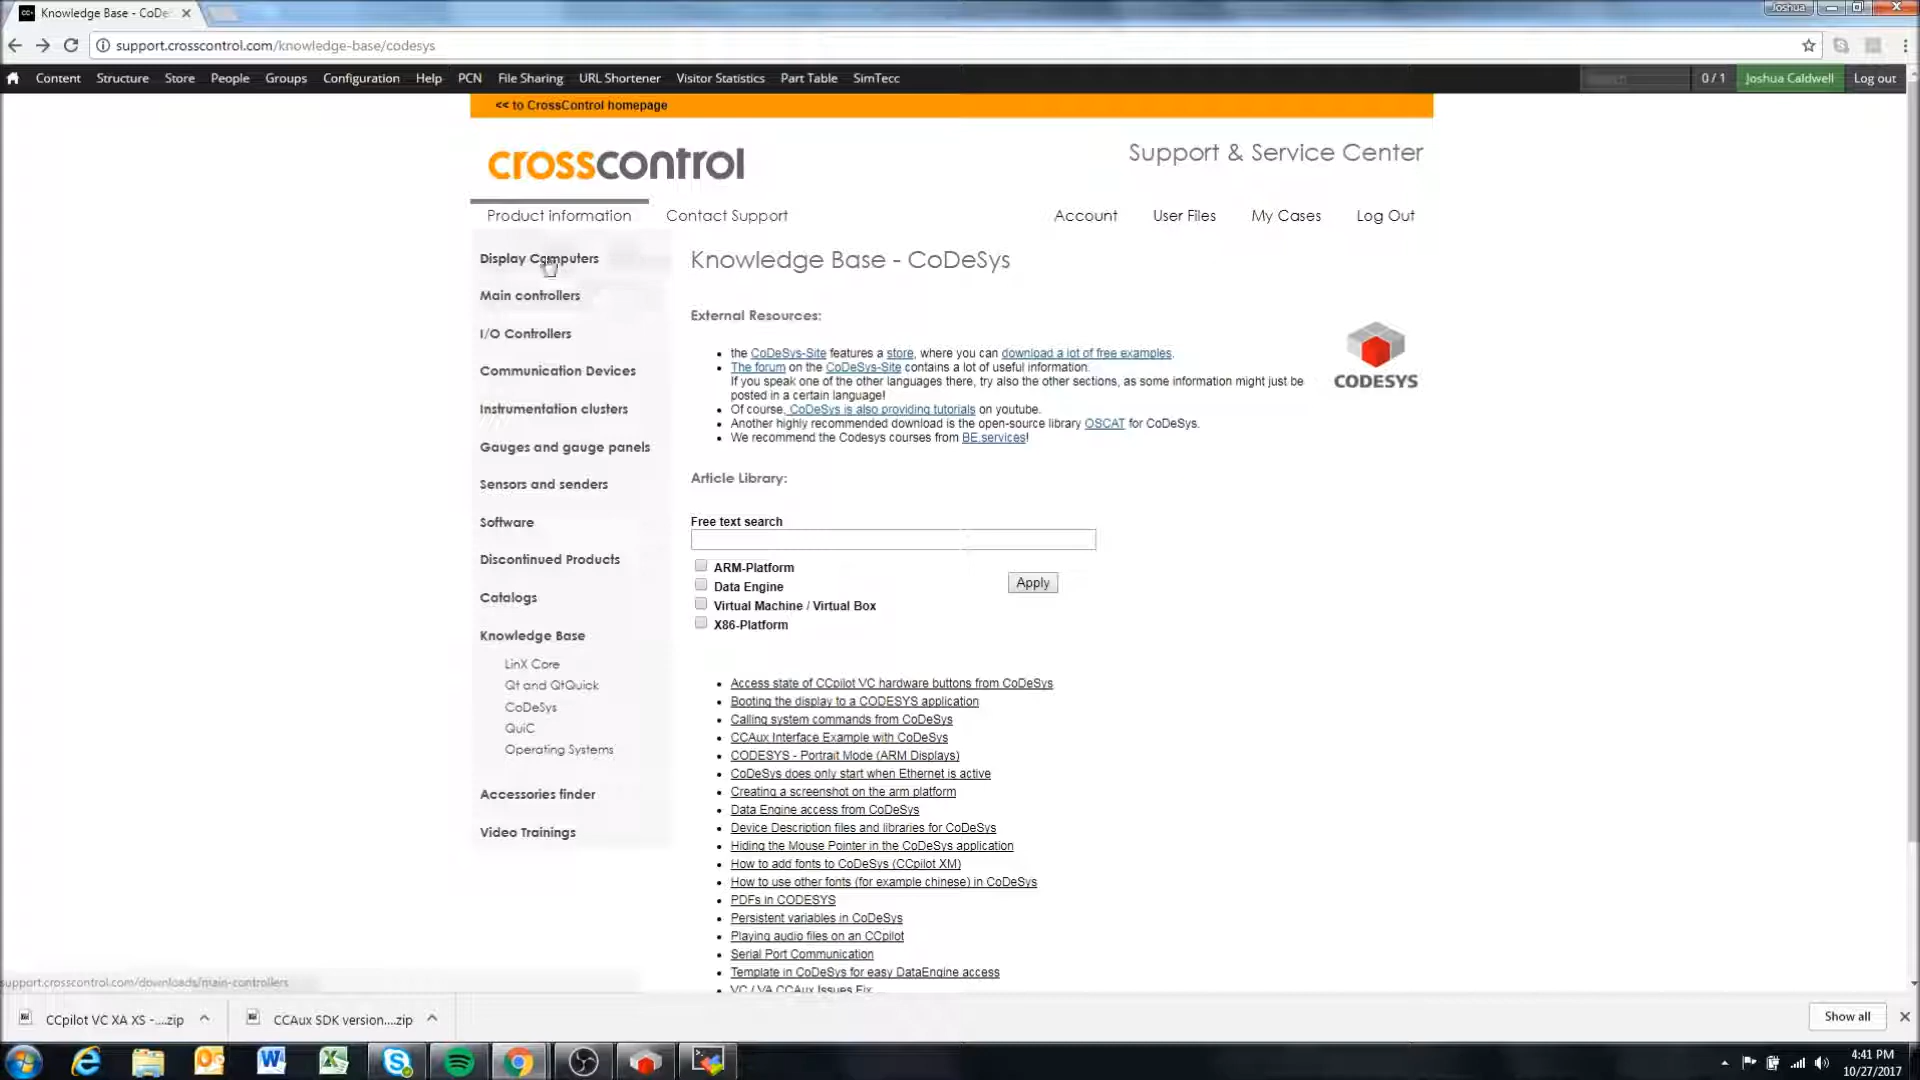 Knowledge Base - CoDe
Joshua
support.crosscontrol.com/knowledge-base/codesys
Content Structure Store People Groups Configuration Help PCN File Sharing URL Shortener Visitor Statistics Part Table SimTecc Search 0 / 1 Joshua Caldwell Log out
<< to CrossControl homepage
crosscontrol
Support & Service Center
Product information Contact Support Account User Files My Cases Log Out
Display Computers
Main controllers
I/O Controllers
Communication Devices
Instrumentation clusters
Gauges and gauge panels
Sensors and senders
Software
Discontinued Products
Catalogs
Knowledge Base
LinX Core
Qt and QtQuick
CoDeSys
QuiC
Operating Systems
Accessories finder
Video Trainings
Knowledge Base - CoDeSys
External Resources:
the CoDeSys-Site features a store, where you can download a lot of free examples.
The forum on the CoDeSys-Site contains a lot of useful information.
If you speak one of the other languages there, try also the other sections, as some information might just be
posted in a certain language!
Of course, CoDeSys is also providing tutorials on youtube.
Another highly recommended download is the open-source library OSCAT for CoDeSys.
We recommend the Codesys courses from BE.services!
CODESYS
Article Library:
Free text search
ARM-Platform
Data Engine
Virtual Machine / Virtual Box
X86-Platform
Apply
Access state of CCpilot VC hardware buttons from CoDeSys
Booting the display to a CODESYS application
Calling system commands from CoDeSys
CCAux Interface Example with CoDeSys
CODESYS - Portrait Mode (ARM Displays)
CoDeSys does only start when Ethernet is active
Creating a screenshot on the arm platform
Data Engine access from CoDeSys
Device Description files and libraries for CoDeSys
Hiding the Mouse Pointer in the CoDeSys application
How to add fonts to CoDeSys (CCpilot XM)
How to use other fonts (for example chinese) in CoDeSys
PDFs in CODESYS
Persistent variables in CoDeSys
Playing audio files on an CCpilot
Serial Port Communication
Template in CoDeSys for easy DataEngine access
VC / VA CCAux Issues Fix
support.crosscontrol.com/downloads/main-controllers
CCpilot VC XA XS -....zip
CCAux SDK version....zip
Show all
4:41 PM
10/27/2017